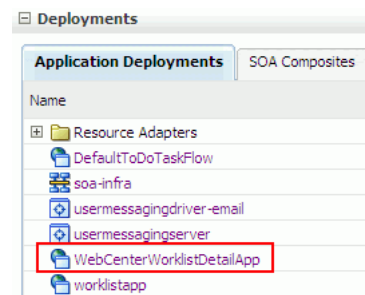 Deployments
Application Deployments SOA Composites
Name
Resource Adapters
DefaultToDoTaskFlow
soa-infra
usermessagingdriver-email
usermessagingserver
WebCenterWorklistDetailApp
worklistapp